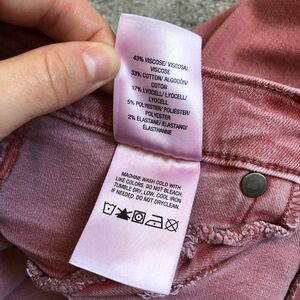 43% VISCOSE/ VISCOSA/
VISCOSE
33% COTTON/ ALGODÓN/
COTON
17% LYOCELL/ LYOCELL/
LYOCELL
5% POLYESTER/ POLIÉSTER/
POLYESTER
2% ELASTANE/ ELASTANO/
ÉLASTHANNE
MACHINE WASH COLD WITH
LIKE COLORS. DO NOT BLEACH.
TUMBLE DRY, LOW. COOL IRON
IF NEEDED. DO NOT DRYCLEAN.